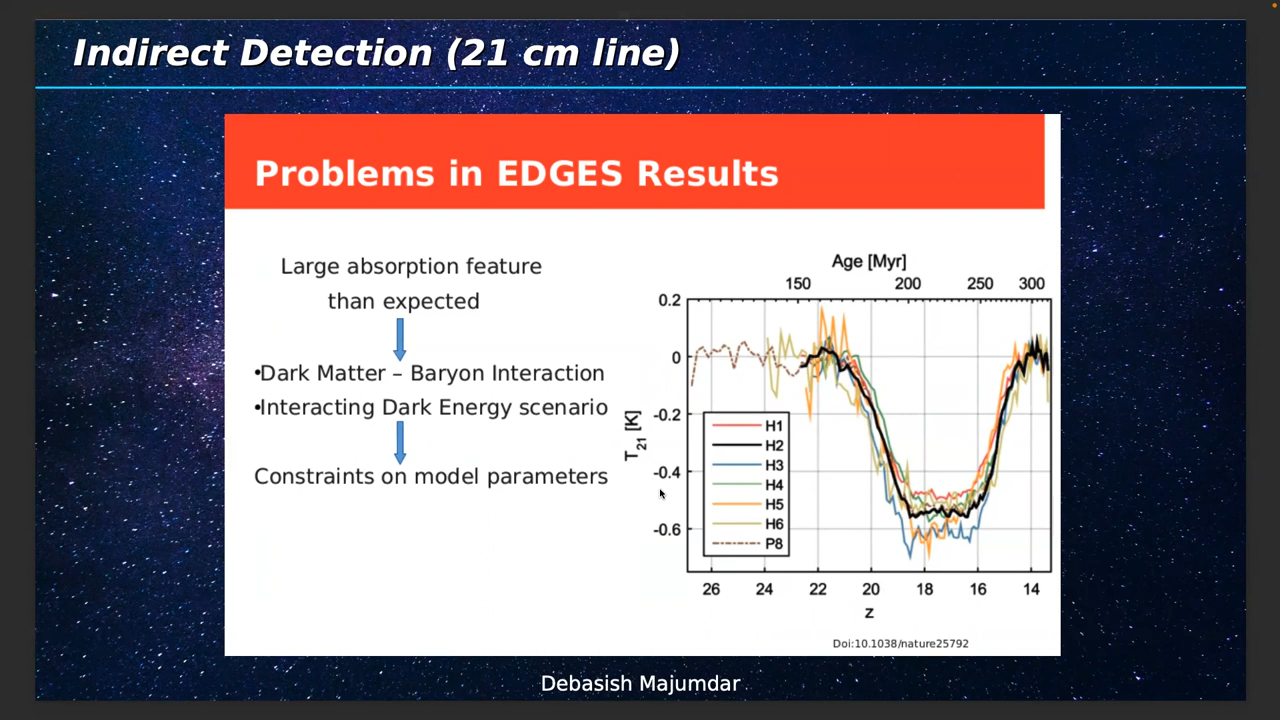 Indirect Detection (21 cm line)
Problems in EDGES Results
Large absorption feature
than expected
•Dark Matter – Baryon Interaction
•Interacting Dark Energy scenario
Constraints on model parameters
Age [Myr]
150 200 250 300
0.2
0
-0.2
-0.4
-0.6
T21 [K]
H1
H2
H3
H4
H5
H6
P8
26 24 22 20 18 16 14
z
Doi:10.1038/nature25792
Debasish Majumdar